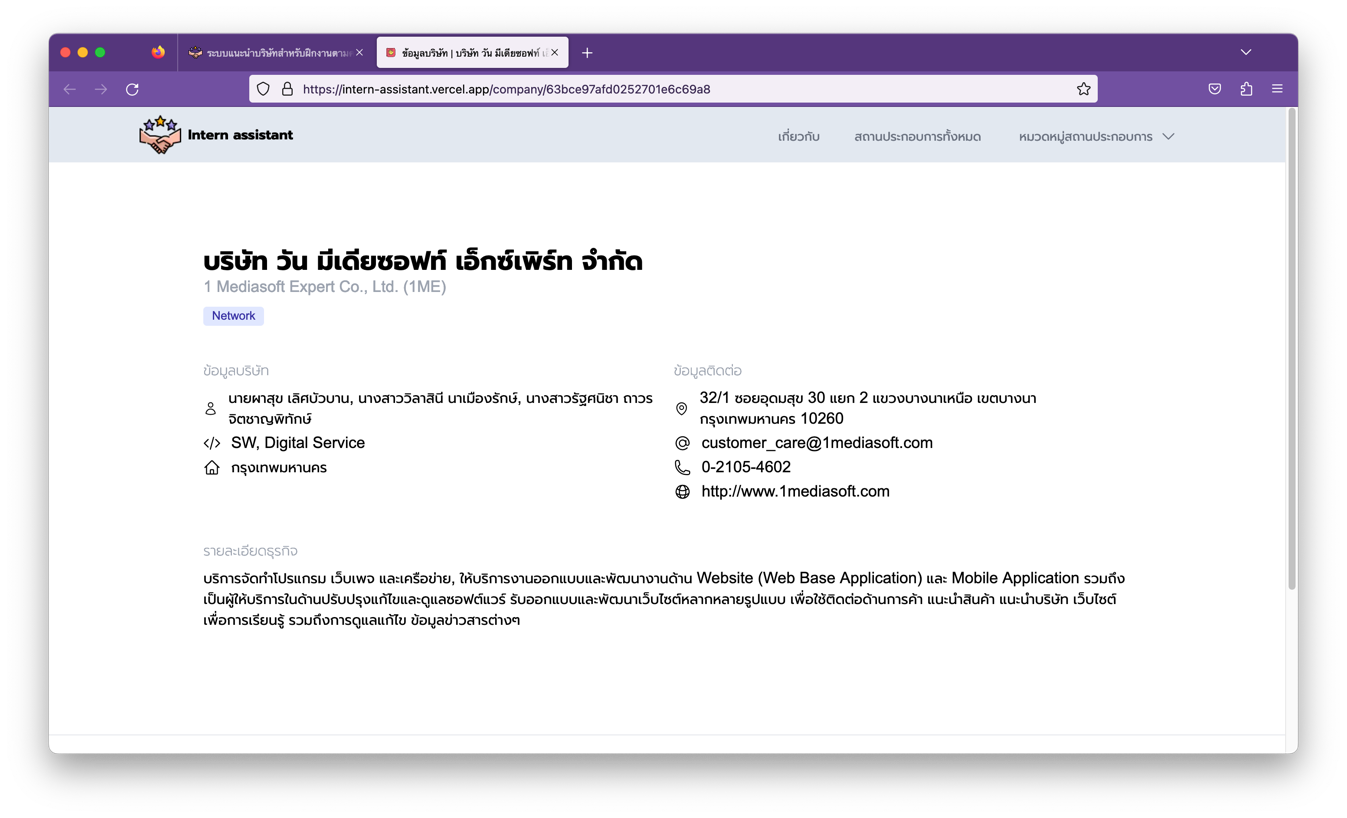 ระบบแนะนำบริษัทสำหรับฝึกงานตาม
ข้อมูลบริษัท | บริษัท วัน มีเดียซอฟท์
https://intern-assistant.vercel.app/company/63bce97afd0252701e6c69a8
Intern assistant
เกี่ยวกับ
สถานประกอบการทั้งหมด
หมวดหมู่สถานประกอบการ
บริษัท วัน มีเดียซอฟท์ เอ็กซ์เพิร์ท จำกัด
1 Mediasoft Expert Co., Ltd. (1ME)
Network
ข้อมูลบริษัท
นายผาสุข เลิศบัวบาน, นางสาววิลาสินี นาเมืองรักษ์, นางสาวรัฐศนิชา ถาวร
จิตชาญพิทักษ์
SW, Digital Service
กรุงเทพมหานคร
ข้อมูลติดต่อ
32/1 ซอยอุดมสุข 30 แยก 2 แขวงบางนาเหนือ เขตบางนา
กรุงเทพมหานคร 10260
customer_care@1mediasoft.com
0-2105-4602
http://www.1mediasoft.com
รายละเอียดธุรกิจ
บริการจัดทำโปรแกรม เว็บเพจ และเครือข่าย, ให้บริการงานออกแบบและพัฒนางานด้าน Website (Web Base Application) และ Mobile Application รวมถึง
เป็นผู้ให้บริการในด้านปรับปรุงแก้ไขและดูแลซอฟต์แวร์ รับออกแบบและพัฒนาเว็บไซต์หลากหลายรูปแบบ เพื่อใช้ติดต่อด้านการค้า แนะนำสินค้า แนะนำบริษัท เว็บไซต์
เพื่อการเรียนรู้ รวมถึงการดูแลแก้ไข ข้อมูลข่าวสารต่างๆ